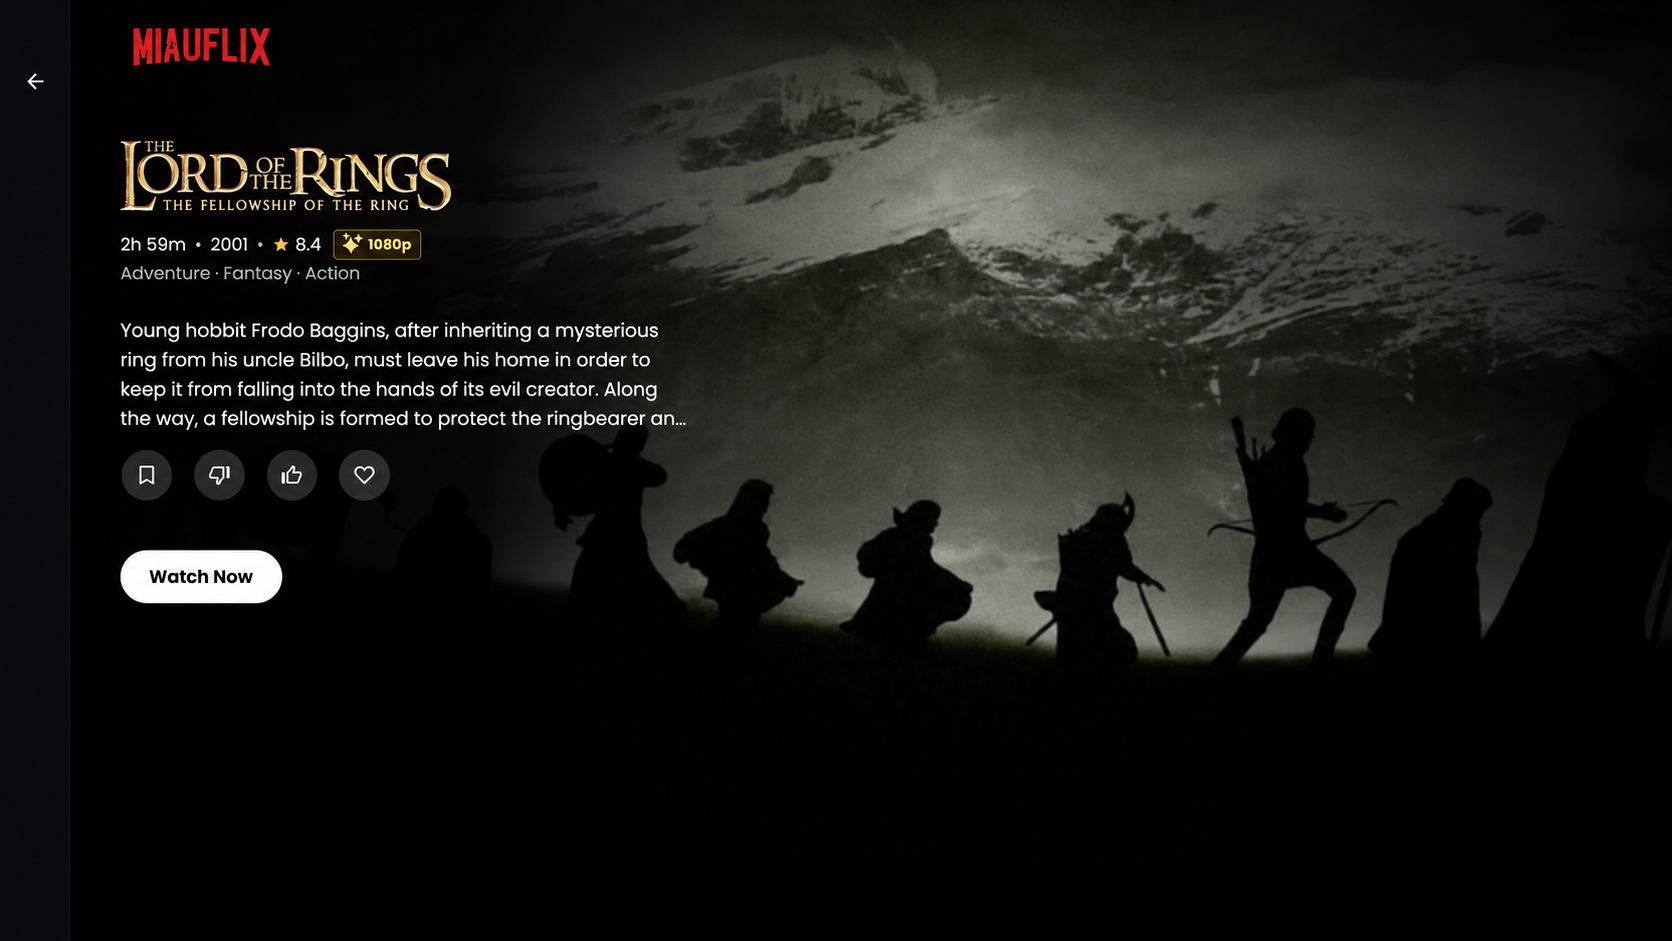 MIAUFLIX
THE LORD OF THE RINGS
THE FELLOWSHIP OF THE RING
2h 59m • 2001 • 8.4 1080p
Adventure · Fantasy · Action
Young hobbit Frodo Baggins, after inheriting a mysterious
ring from his uncle Bilbo, must leave his home in order to
keep it from falling into the hands of its evil creator. Along
the way, a fellowship is formed to protect the ringbearer an...
Watch Now